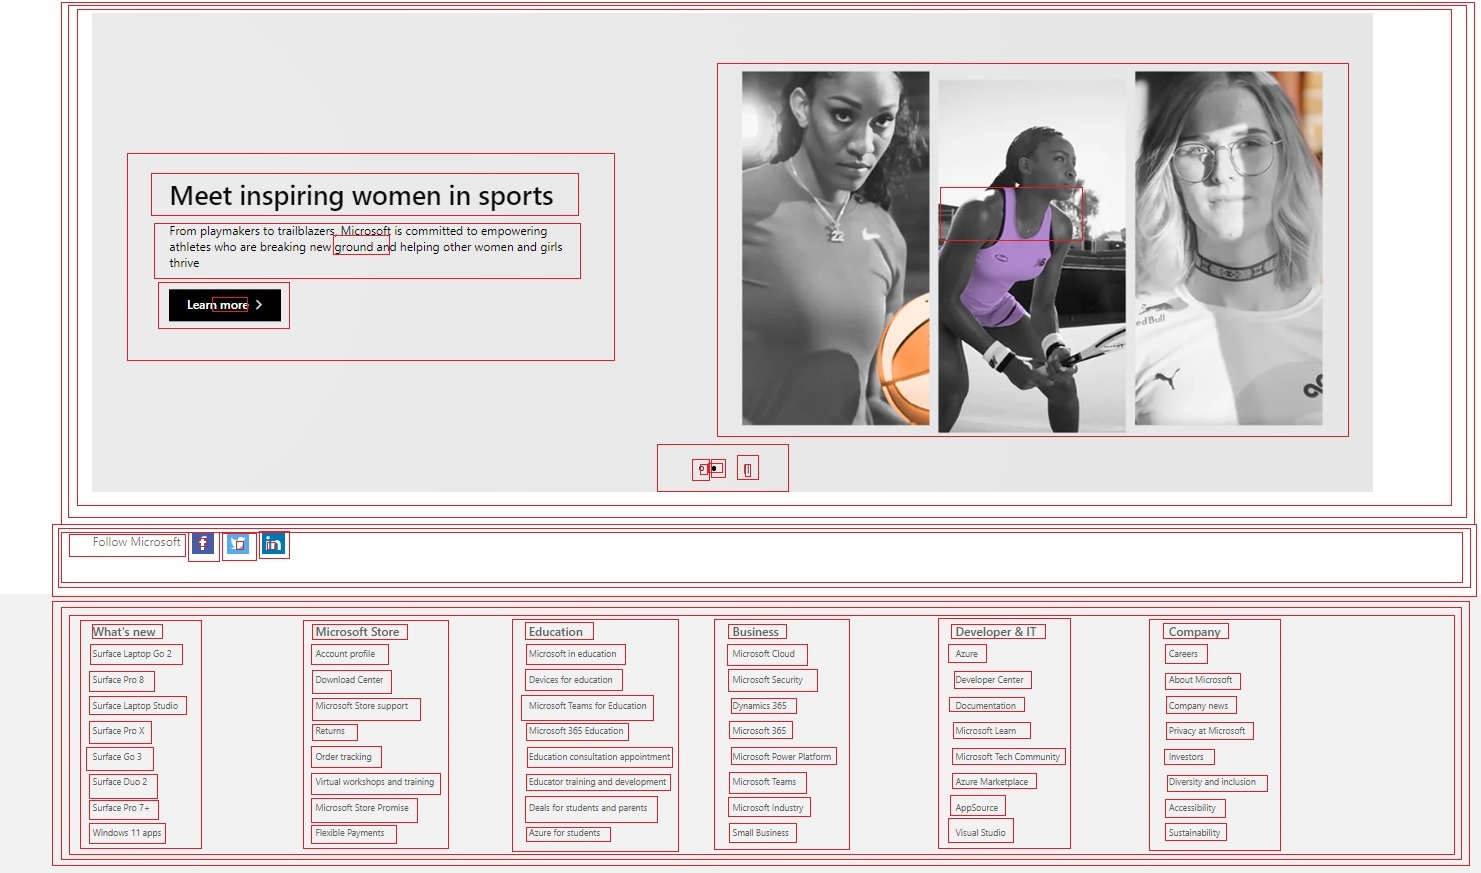 Meet inspiring women in sports
From playmakers to trailblazers, Microsoft is committed to empowering
athletes who are breaking new ground and helping other women and girls
thrive
Learn more
22
edBull
Follow Microsoft
What's new
Surface Laptop Go 2
Surface Pro 8
Surface Laptop Studio
Surface Pro X
Surface Go 3
Surface Duo 2
Surface Pro 7+
Windows 11 apps
Microsoft Store
Account profile
Download Center
Microsoft Store support
Returns
Order tracking
Virtual workshops and training
Microsoft Store Promise
Flexible Payments
Education
Microsoft in education
Devices for education
Microsoft Teams for Education
Microsoft 365 Education
Education consultation appointment
Educator training and development
Deals for students and parents
Azure for students
Business
Microsoft Cloud
Microsoft Security
Dynamics 365
Microsoft 365
Microsoft Power Platform
Microsoft Teams
Microsoft Industry
Small Business
Developer & IT
Azure
Developer Center
Documentation
Microsoft Learn
Microsoft Tech Community
Azure Marketplace
AppSource
Visual Studio
Company
Careers
About Microsoft
Company news
Privacy at Microsoft
Investors
Diversity and inclusion
Accessibility
Sustainability